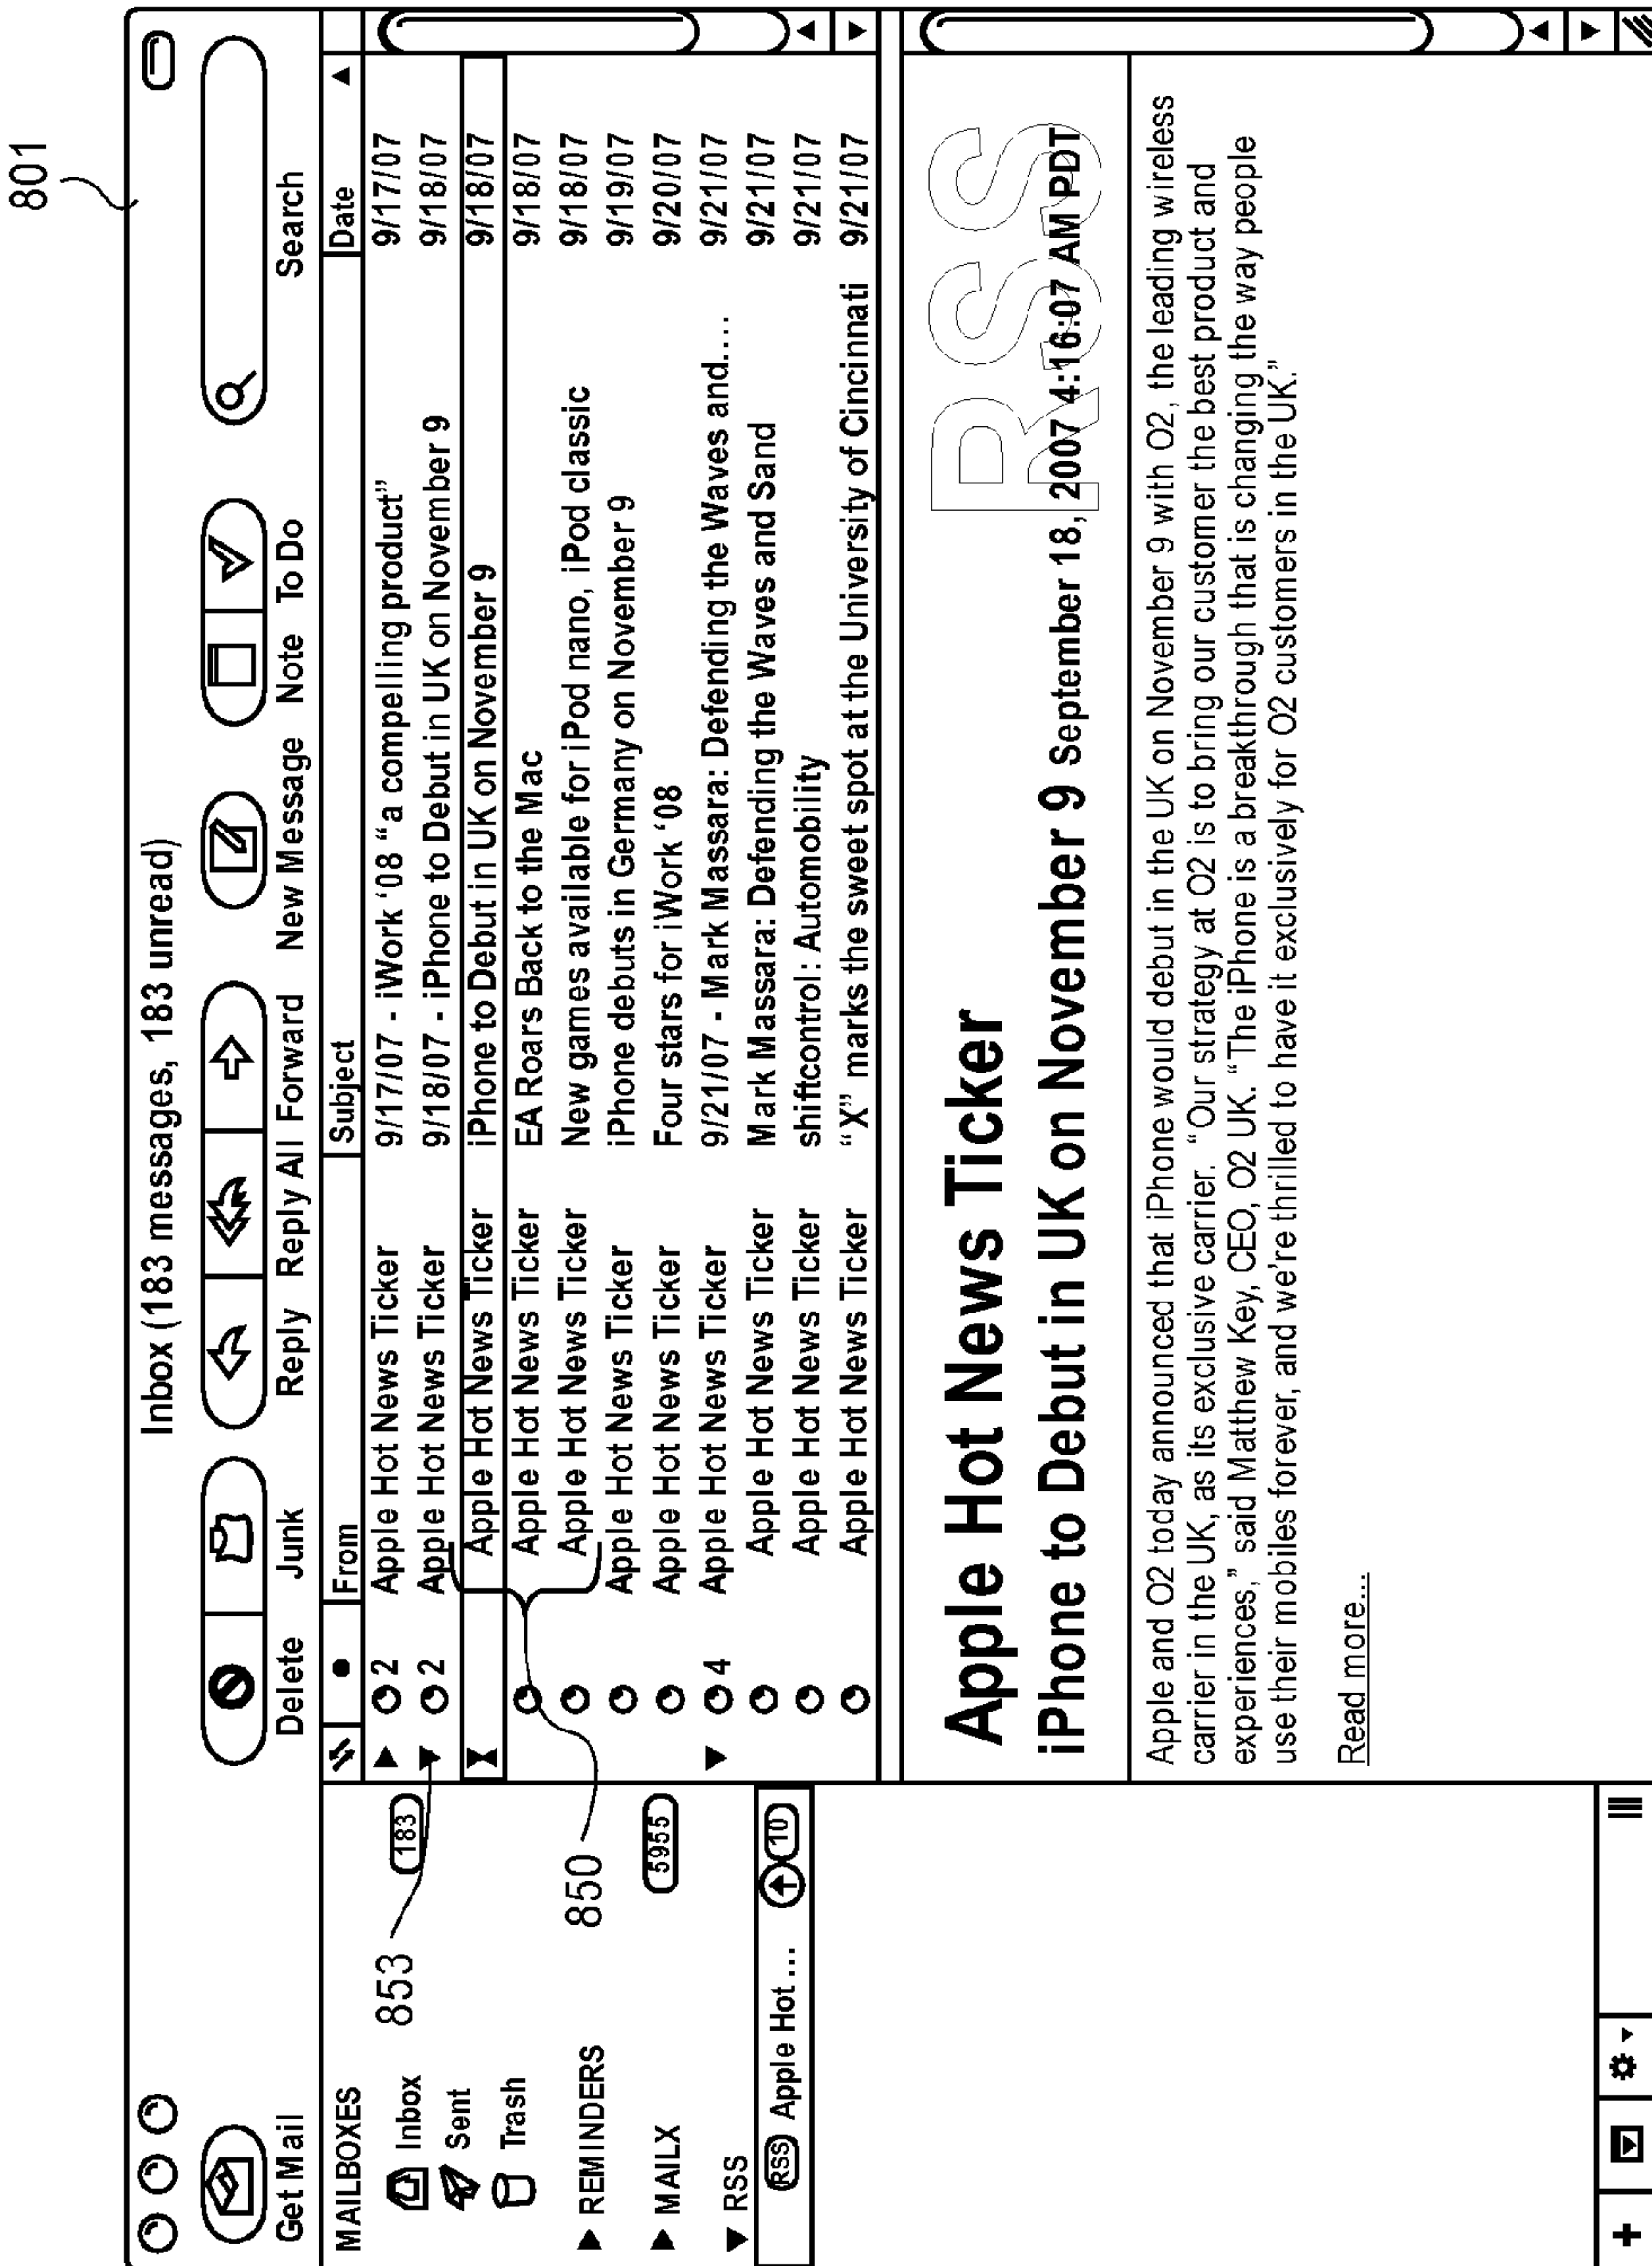 801
Inbox (183 messages, 183 unread)
Get Mail Delete Junk Reply Reply All Forward New Message Note To Do Search
MAILBOXES
Inbox 183
Sent
Trash
REMINDERS
MAILX 5955
RSS
RSS Apple Hot ... 10
853
850
From Subject Date
2 Apple Hot News Ticker 9/17/07 - iWork ‘08 “a compelling product” 9/17/07
2 Apple Hot News Ticker 9/18/07 - iPhone to Debut in UK on November 9 9/18/07
Apple Hot News Ticker iPhone to Debut in UK on November 9 9/18/07
Apple Hot News Ticker EA Roars Back to the Mac 9/18/07
Apple Hot News Ticker New games available for iPod nano, iPod classic 9/18/07
Apple Hot News Ticker iPhone debuts in Germany on November 9 9/19/07
Apple Hot News Ticker Four stars for iWork ‘08 9/20/07
4 Apple Hot News Ticker 9/21/07 - Mark Massara: Defending the Waves and.... 9/21/07
Apple Hot News Ticker Mark Massara: Defending the Waves and Sand 9/21/07
Apple Hot News Ticker shiftcontrol: Automobility 9/21/07
Apple Hot News Ticker “X” marks the sweet spot at the University of Cincinnati 9/21/07
RSS
Apple Hot News Ticker
iPhone to Debut in UK on November 9 September 18, 2007 4:16:07 AM PDT
Apple and O2 today announced that iPhone would debut in the UK on November 9 with O2, the leading wireless
carrier in the UK, as its exclusive carrier. “Our strategy at O2 is to bring our customer the best product and
experiences,” said Matthew Key, CEO, O2 UK. “The iPhone is a breakthrough that is changing the way people
use their mobiles forever, and we're thrilled to have it exclusively for O2 customers in the UK.”
Read more...